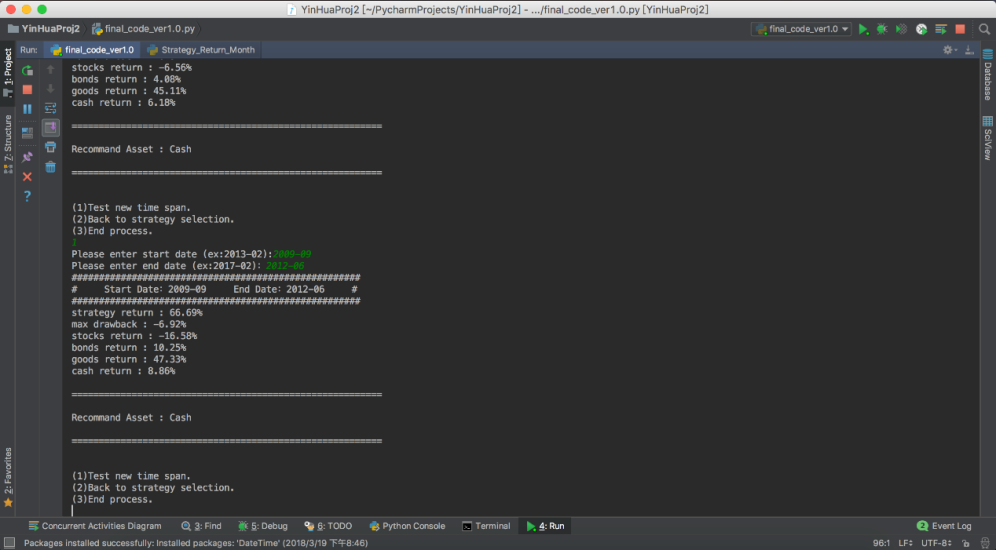 YinHuaProj2 [~/PycharmProjects/YinHuaProj2] - .../final_code_ver1.0.py [YinHuaProj2]
YinHuaProj2 final_code_ver1.0.py final_code_ver1.0
Run: final_code_ver1.0 Strategy_Return_Month
1: Project
7: Structure
2: Favorites
Database
SciView
stocks return : -6.56%
bonds return : 4.08%
goods return : 45.11%
cash return : 6.18%
=========================================================
Recommand Asset : Cash
=========================================================
(1)Test new time span.
(2)Back to strategy selection.
(3)End process.
1
Please enter start date (ex:2013-02):2009-09
Please enter end date (ex:2017-02): 2012-06
#####################################################
# Start Date: 2009-09 End Date: 2012-06 #
#####################################################
strategy return : 66.69%
max drawback : -6.92%
stocks return : -16.58%
bonds return : 10.25%
goods return : 47.33%
cash return : 8.86%
=========================================================
Recommand Asset : Cash
=========================================================
(1)Test new time span.
(2)Back to strategy selection.
(3)End process.
Concurrent Activities Diagram 3: Find 5: Debug 6: TODO Python Console Terminal 4: Run 2 Event Log
Packages installed successfully: Installed packages: 'DateTime' (2018/3/19 下午8:46) 96:1 LF÷ UTF-8÷